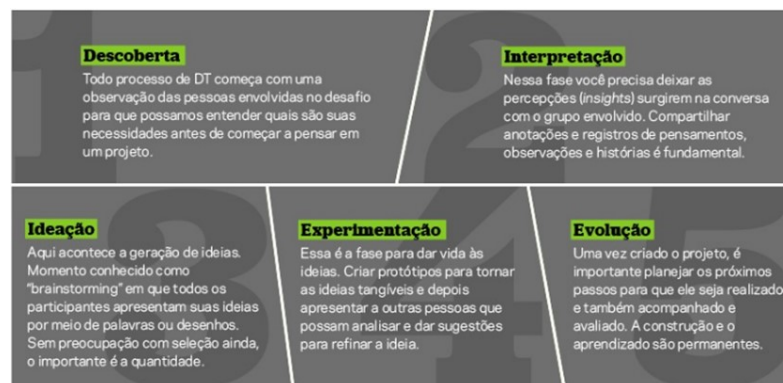 1
Descoberta
Todo processo de DT começa com uma
observação das pessoas envolvidas no desafio
para que possamos entender quais são suas
necessidades antes de começar a pensar em
um projeto.
2
Interpretação
Nessa fase você precisa deixar as
percepções (insights) surgirem na conversa
com o grupo envolvido. Compartilhar
anotações e registros de pensamentos,
observações e histórias é fundamental.
3
Ideação
Aqui acontece a geração de ideias.
Momento conhecido como
"brainstorming" em que todos os
participantes apresentam suas ideias
por meio de palavras ou desenhos.
Sem preocupação com seleção ainda,
o importante é a quantidade.
4
Experimentação
Essa é a fase para dar vida às
ideias. Criar protótipos para tornar
as ideias tangíveis e depois
apresentar a outras pessoas que
possam analisar e dar sugestões
para refinar a ideia.
5
Evolução
Uma vez criado o projeto, é
importante planejar os próximos
passos para que ele seja realizado
e também acompanhado e
avaliado. A construção e o
aprendizado são permanentes.